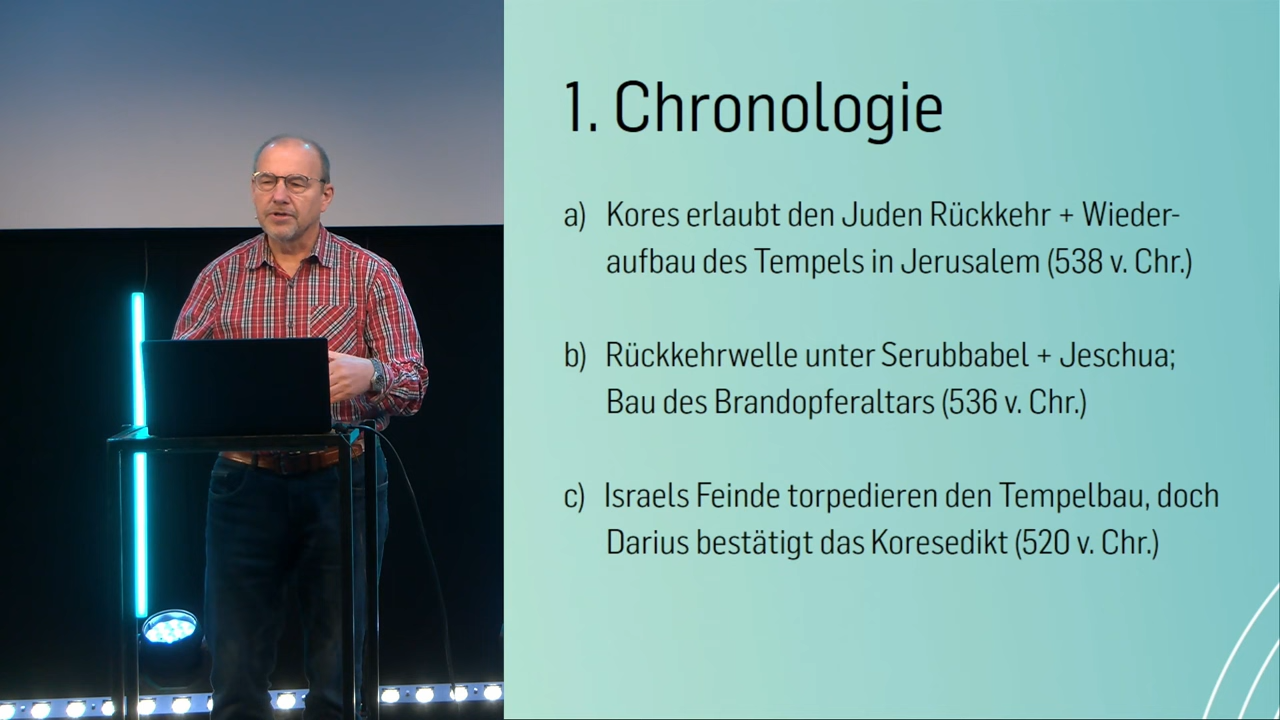 1. Chronologie
a) Kores erlaubt den Juden Rückkehr + Wieder-
aufbau des Tempels in Jerusalem (538 v. Chr.)
b) Rückkehrwelle unter Serubbabel + Jeschua;
Bau des Brandopferaltars (536 v. Chr.)
c) Israels Feinde torpedieren den Tempelbau, doch
Darius bestätigt das Koresedikt (520 v. Chr.)